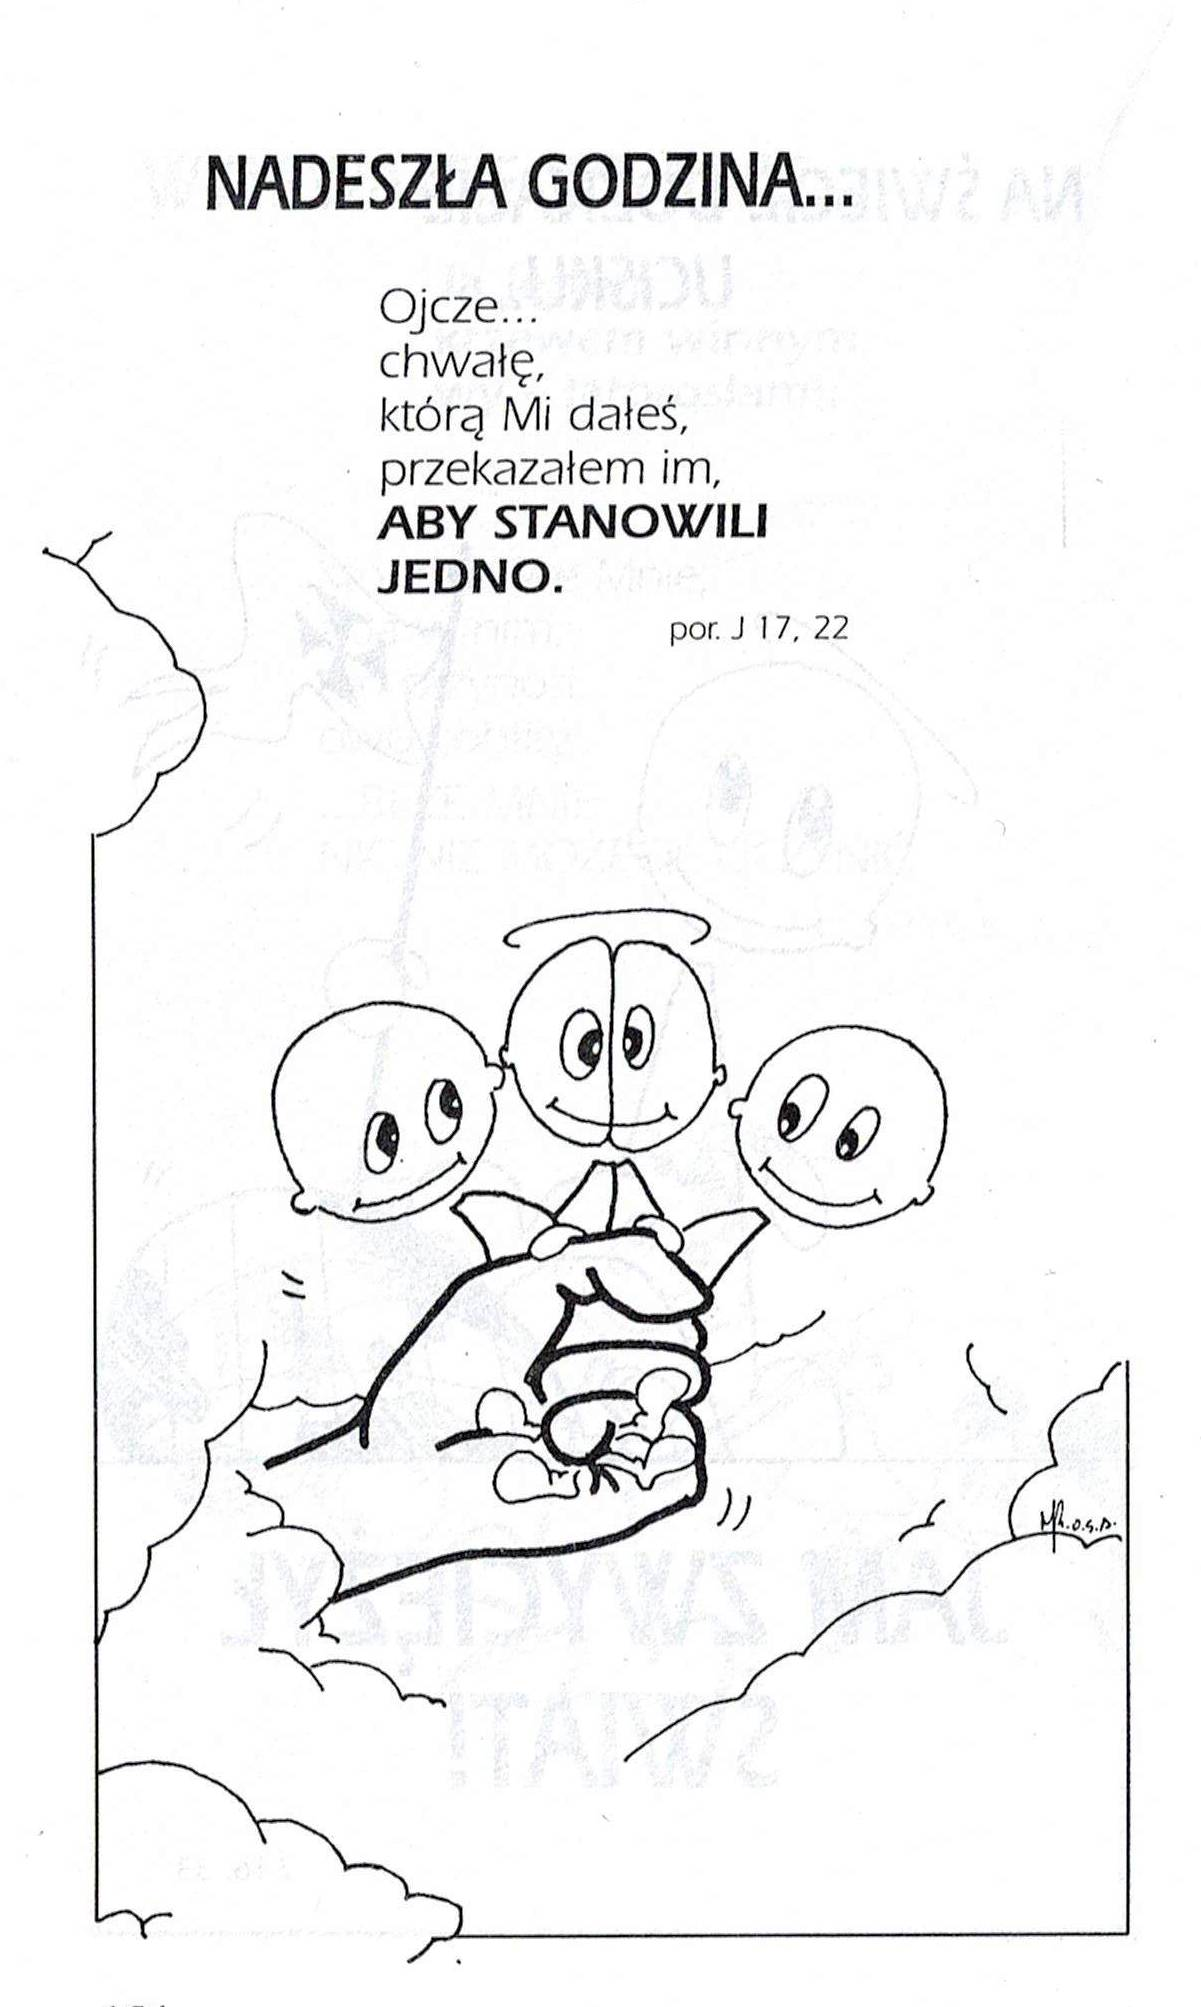 NADESZŁA GODZINA...
Ojcze...
chwałę,
którą Mi dałeś,
przekazałem im,
ABY STANOWILI
JEDNO.
por. J 17, 22